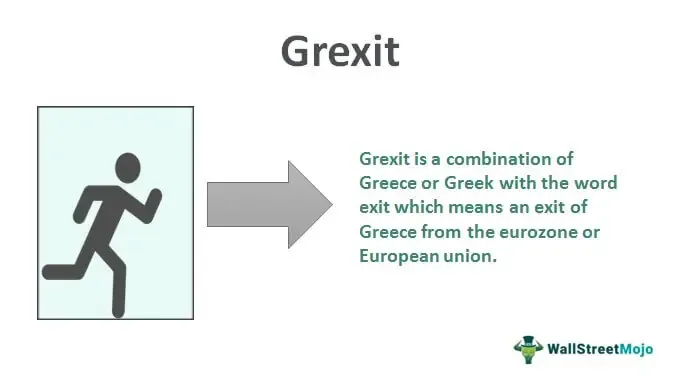 Grexit
Grexit is a combination of
Greece or Greek with the word
exit which means an exit of
Greece from the eurozone or
European union.
WallStreetMojo